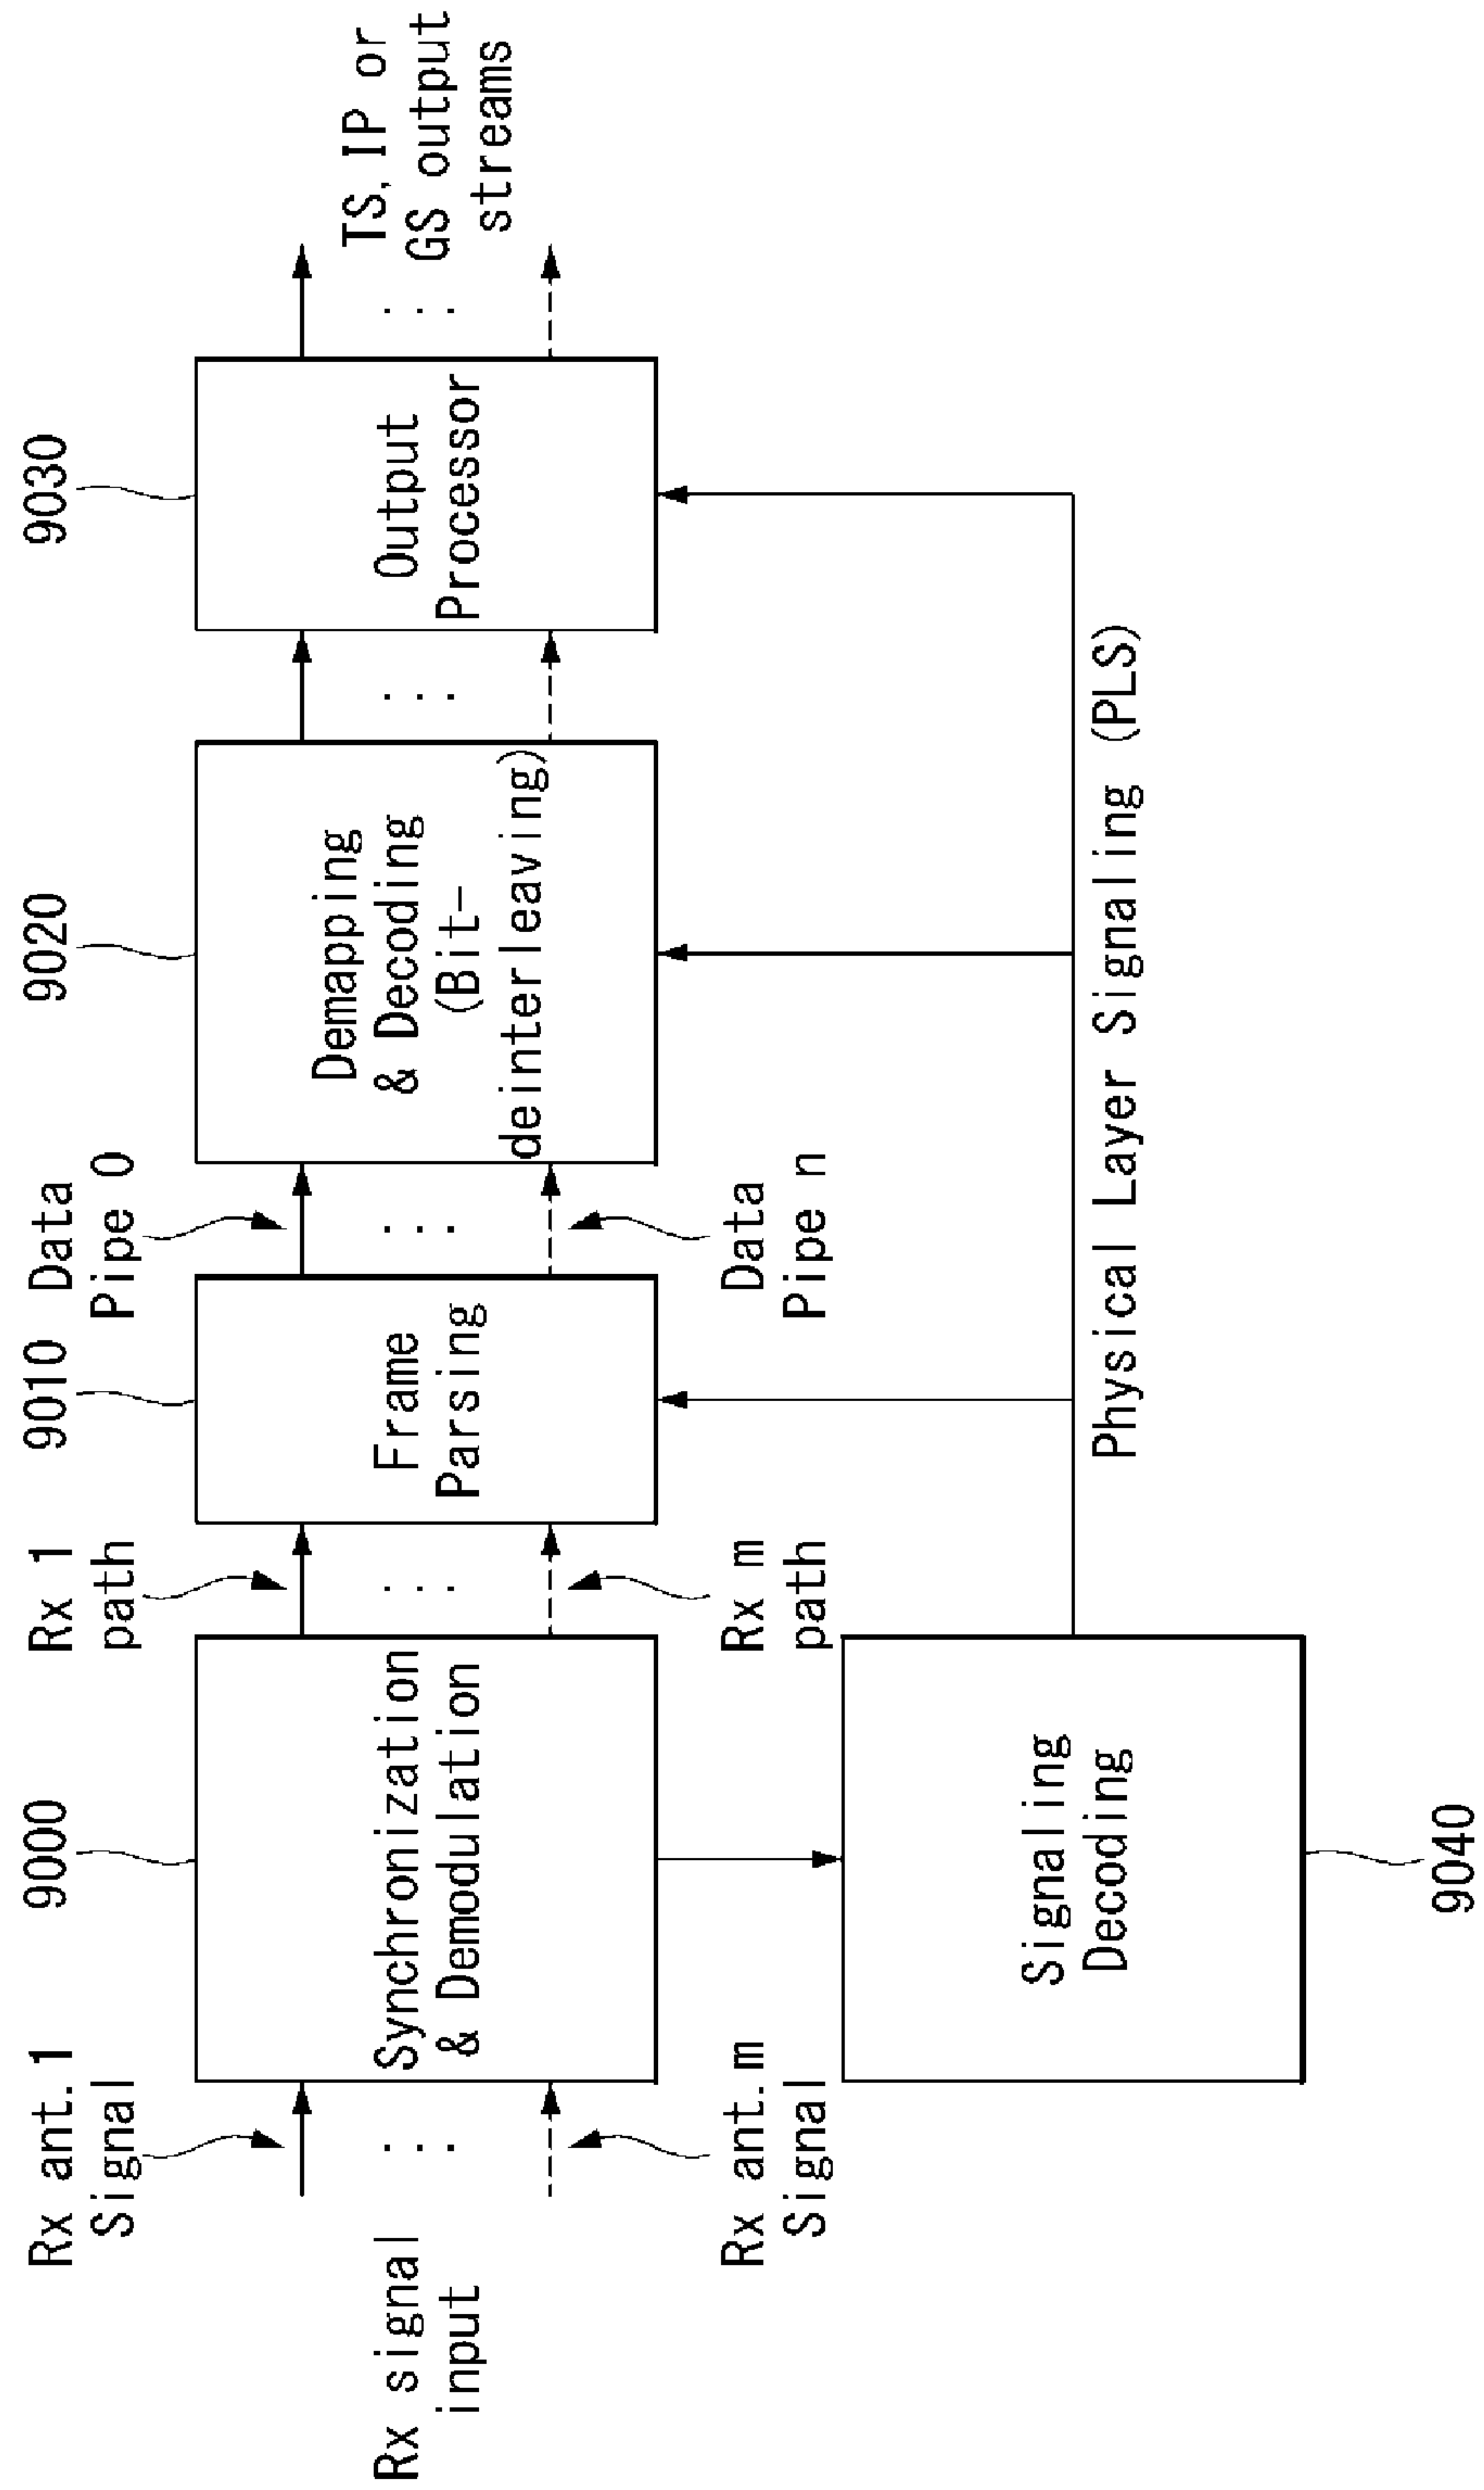 Rx signal
input
Rx ant.1
Signal
Rx ant.m
Signal
9000
Synchronization
& Demodulation
Rx 1
path
Rx m
path
9010
Frame
Parsing
Data
Pipe 0
Data
Pipe n
9020
Demapping
& Decoding
(Bit-
deinterleaving)
9030
Output
Processor
TS, IP or
GS output
streams
Signaling
Decoding
9040
Physical Layer Signaling (PLS)